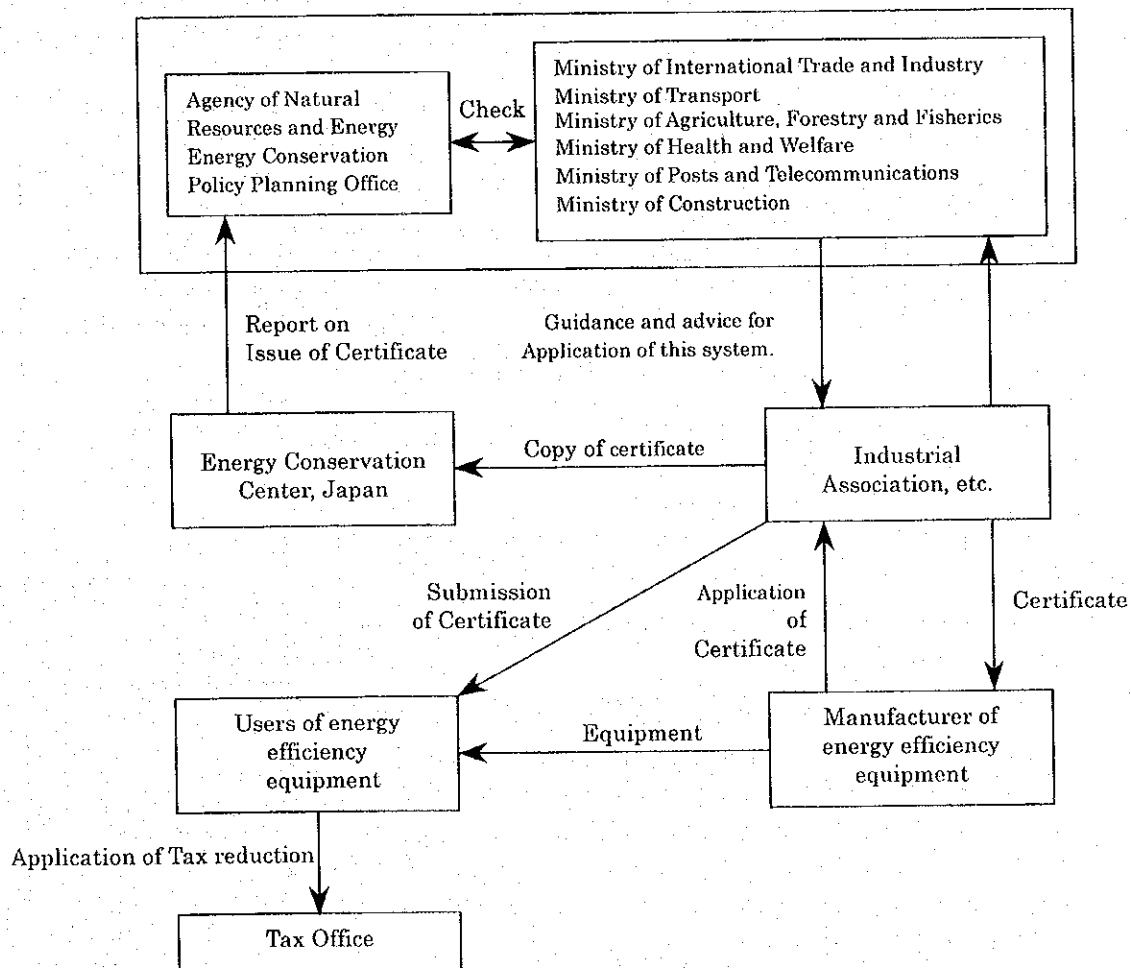 Agency of Natural
Resources and Energy
Energy Conservation
Policy Planning Office
Check
Ministry of International Trade and Industry
Ministry of Transport
Ministry of Agriculture, Forestry and Fisheries
Ministry of Health and Welfare
Ministry of Posts and Telecommunications
Ministry of Construction
Report on
Issue of Certificate
Guidance and advice for
Application of this system.
Energy Conservation
Center, Japan
Copy of certificate
Industrial
Association, etc.
Submission
of Certificate
Application
of
Certificate
Certificate
Users of energy
efficiency
equipment
Equipment
Manufacturer of
energy efficiency
equipment
Application of Tax reduction
Tax Office